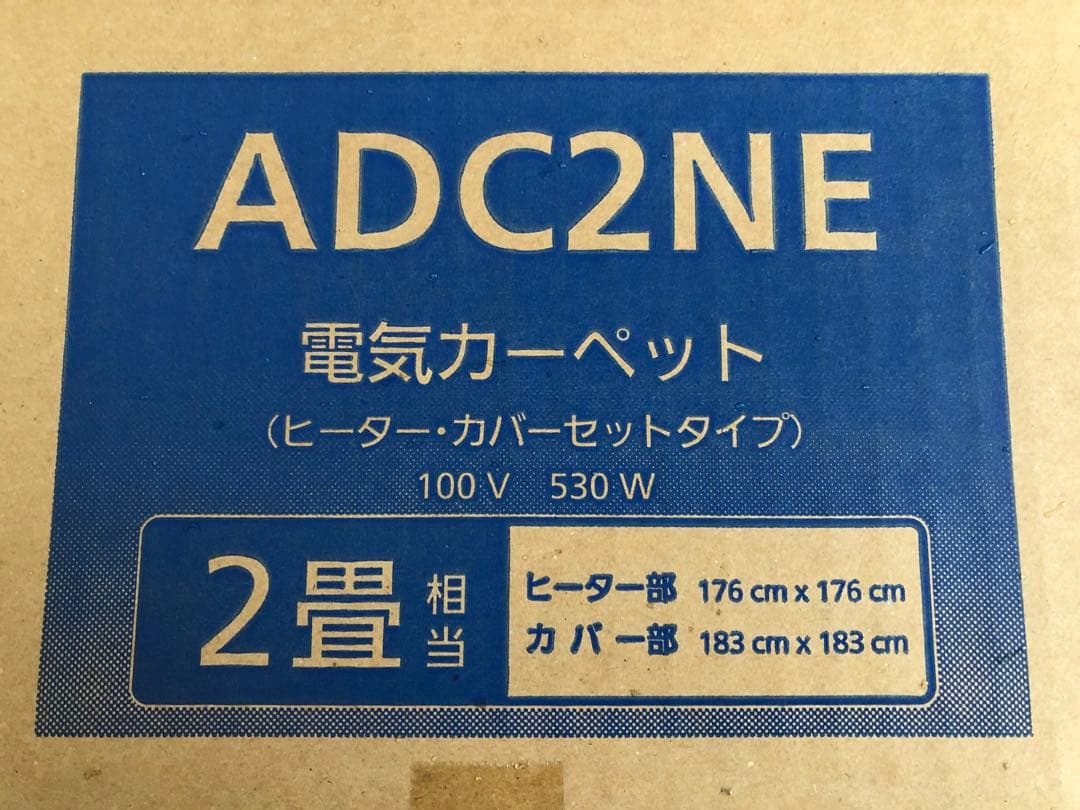 ADC2NE
電気カーペット
（ヒーター・カバーセットタイプ）
100 V 530 W
2畳相当
ヒーター部 176 cm x 176 cm
カバー部 183 cm x 183 cm